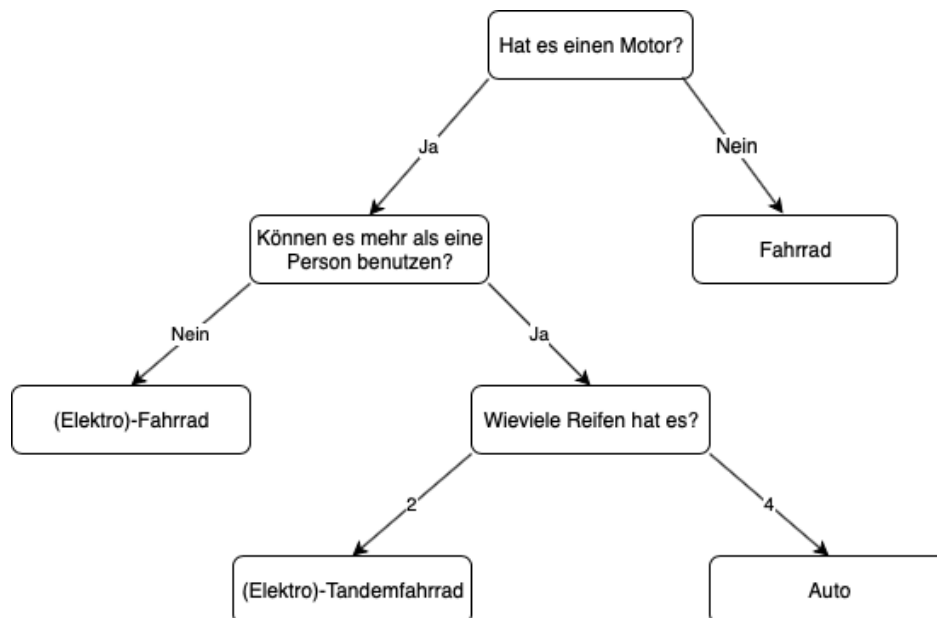 Hat es einen Motor?
Ja
Nein
Können es mehr als eine
Person benutzen?
Fahrrad
Nein
Ja
(Elektro)-Fahrrad
Wieviele Reifen hat es?
2
4
(Elektro)-Tandemfahrrad
Auto